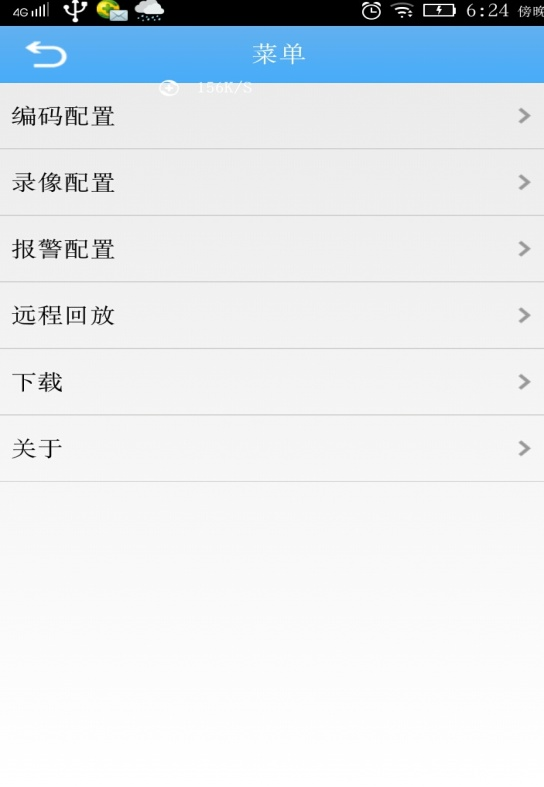 4G 6:24 傍晚
菜单
156K/S
编码配置
录像配置
报警配置
远程回放
下载
关于